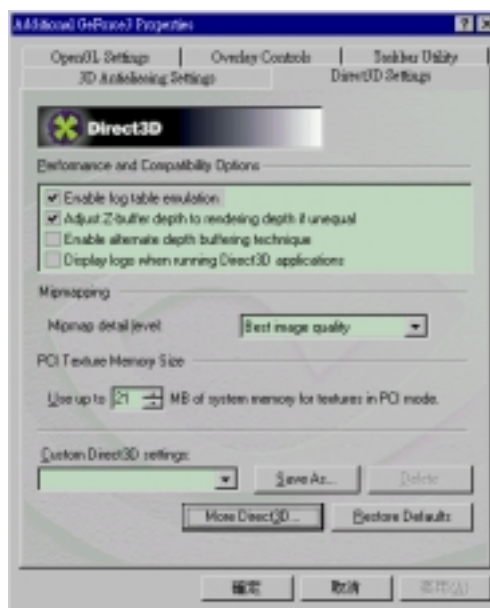 Additional GeForce3 Properties
OpenGL Settings
Overlay Controls
Taskbar Utility
3D Antialiasing Settings
Direct3D Settings
Direct3D
Performance and Compatibility Options
Enable fog table emulation
Adjust Z-buffer depth to rendering depth if unequal
Enable alternate depth buffering technique
Display logo when running Direct3D applications
Mipmapping
Mipmap detail level:
Best image quality
PCI Texture Memory Size
Use up to 21 MB of system memory for textures in PCI mode.
Custom Direct3D settings:
Save As...
Delete
More Direct3D...
Restore Defaults
確定
取消
套用(A)